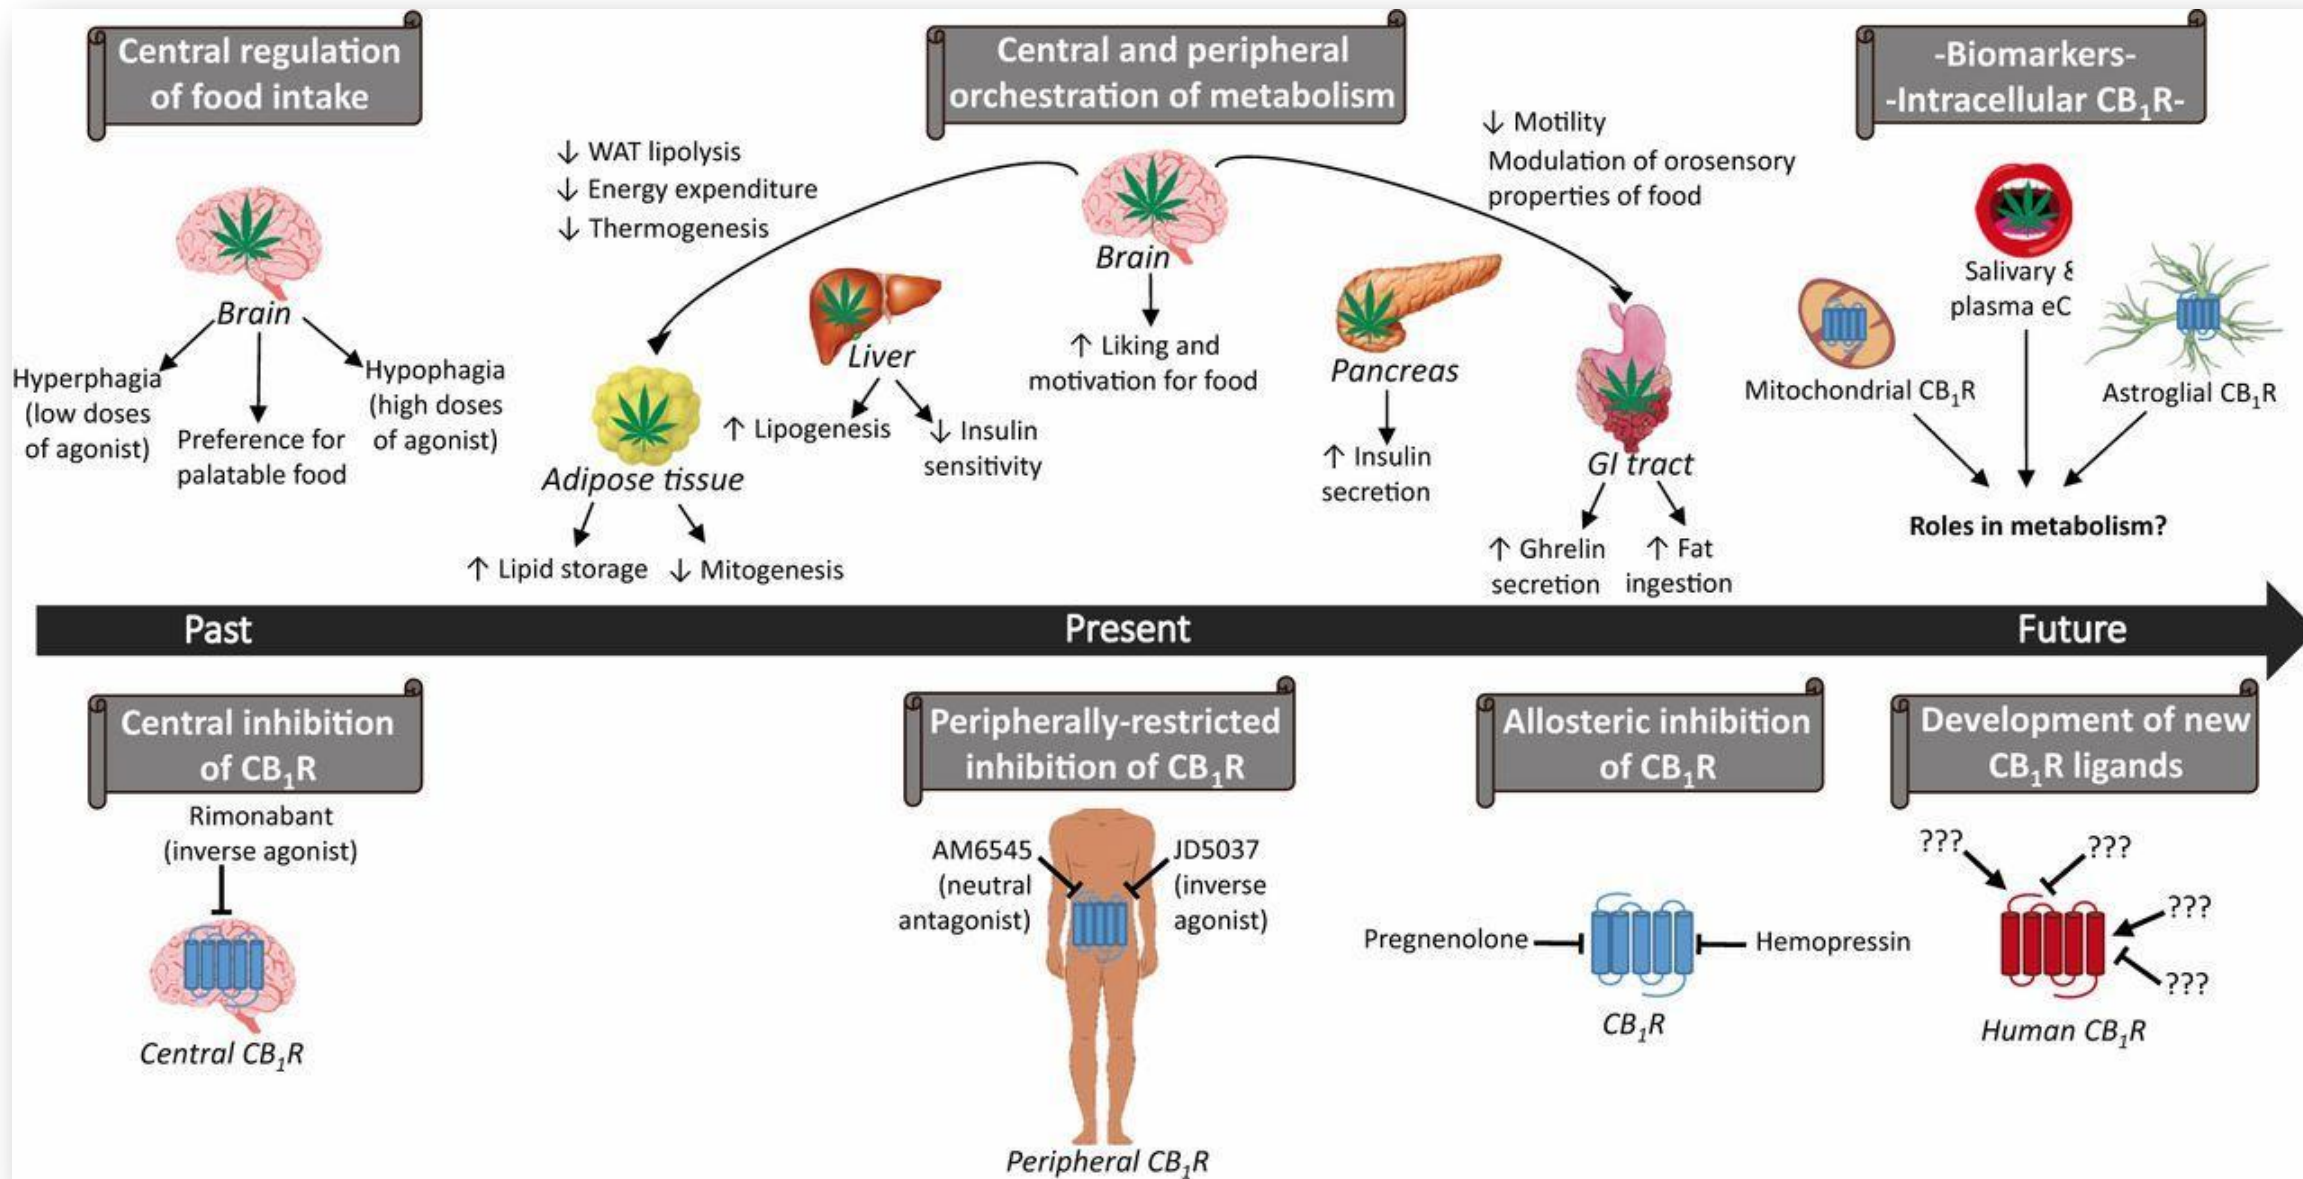 Central regulation
of food intake
Brain
Hyperphagia
(low doses
of agonist)
Preference for
palatable food
Hypophagia
(high doses
of agonist)
Central and peripheral
orchestration of metabolism
↓ WAT lipolysis
↓ Energy expenditure
↓ Thermogenesis
Brain
↑ Liking and
motivation for food
↓ Motility
Modulation of orosensory
properties of food
Adipose tissue
↑ Lipid storage
↓ Mitogenesis
Liver
↑ Lipogenesis
↓ Insulin
sensitivity
Pancreas
↑ Insulin
secretion
GI tract
↑ Ghrelin
secretion
↑ Fat
ingestion
-Biomarkers-
-Intracellular CB₁R-
Salivary &
plasma eC
Mitochondrial CB₁R
Astroglial CB₁R
Roles in metabolism?
Past
Present
Future
Central inhibition
of CB₁R
Rimonabant
(inverse agonist)
Central CB₁R
Peripherally-restricted
inhibition of CB₁R
AM6545
(neutral
antagonist)
JD5037
(inverse
agonist)
Peripheral CB₁R
Allosteric inhibition
of CB₁R
Pregnenolone
Hemopressin
CB₁R
Development of new
CB₁R ligands
???
???
???
???
Human CB₁R